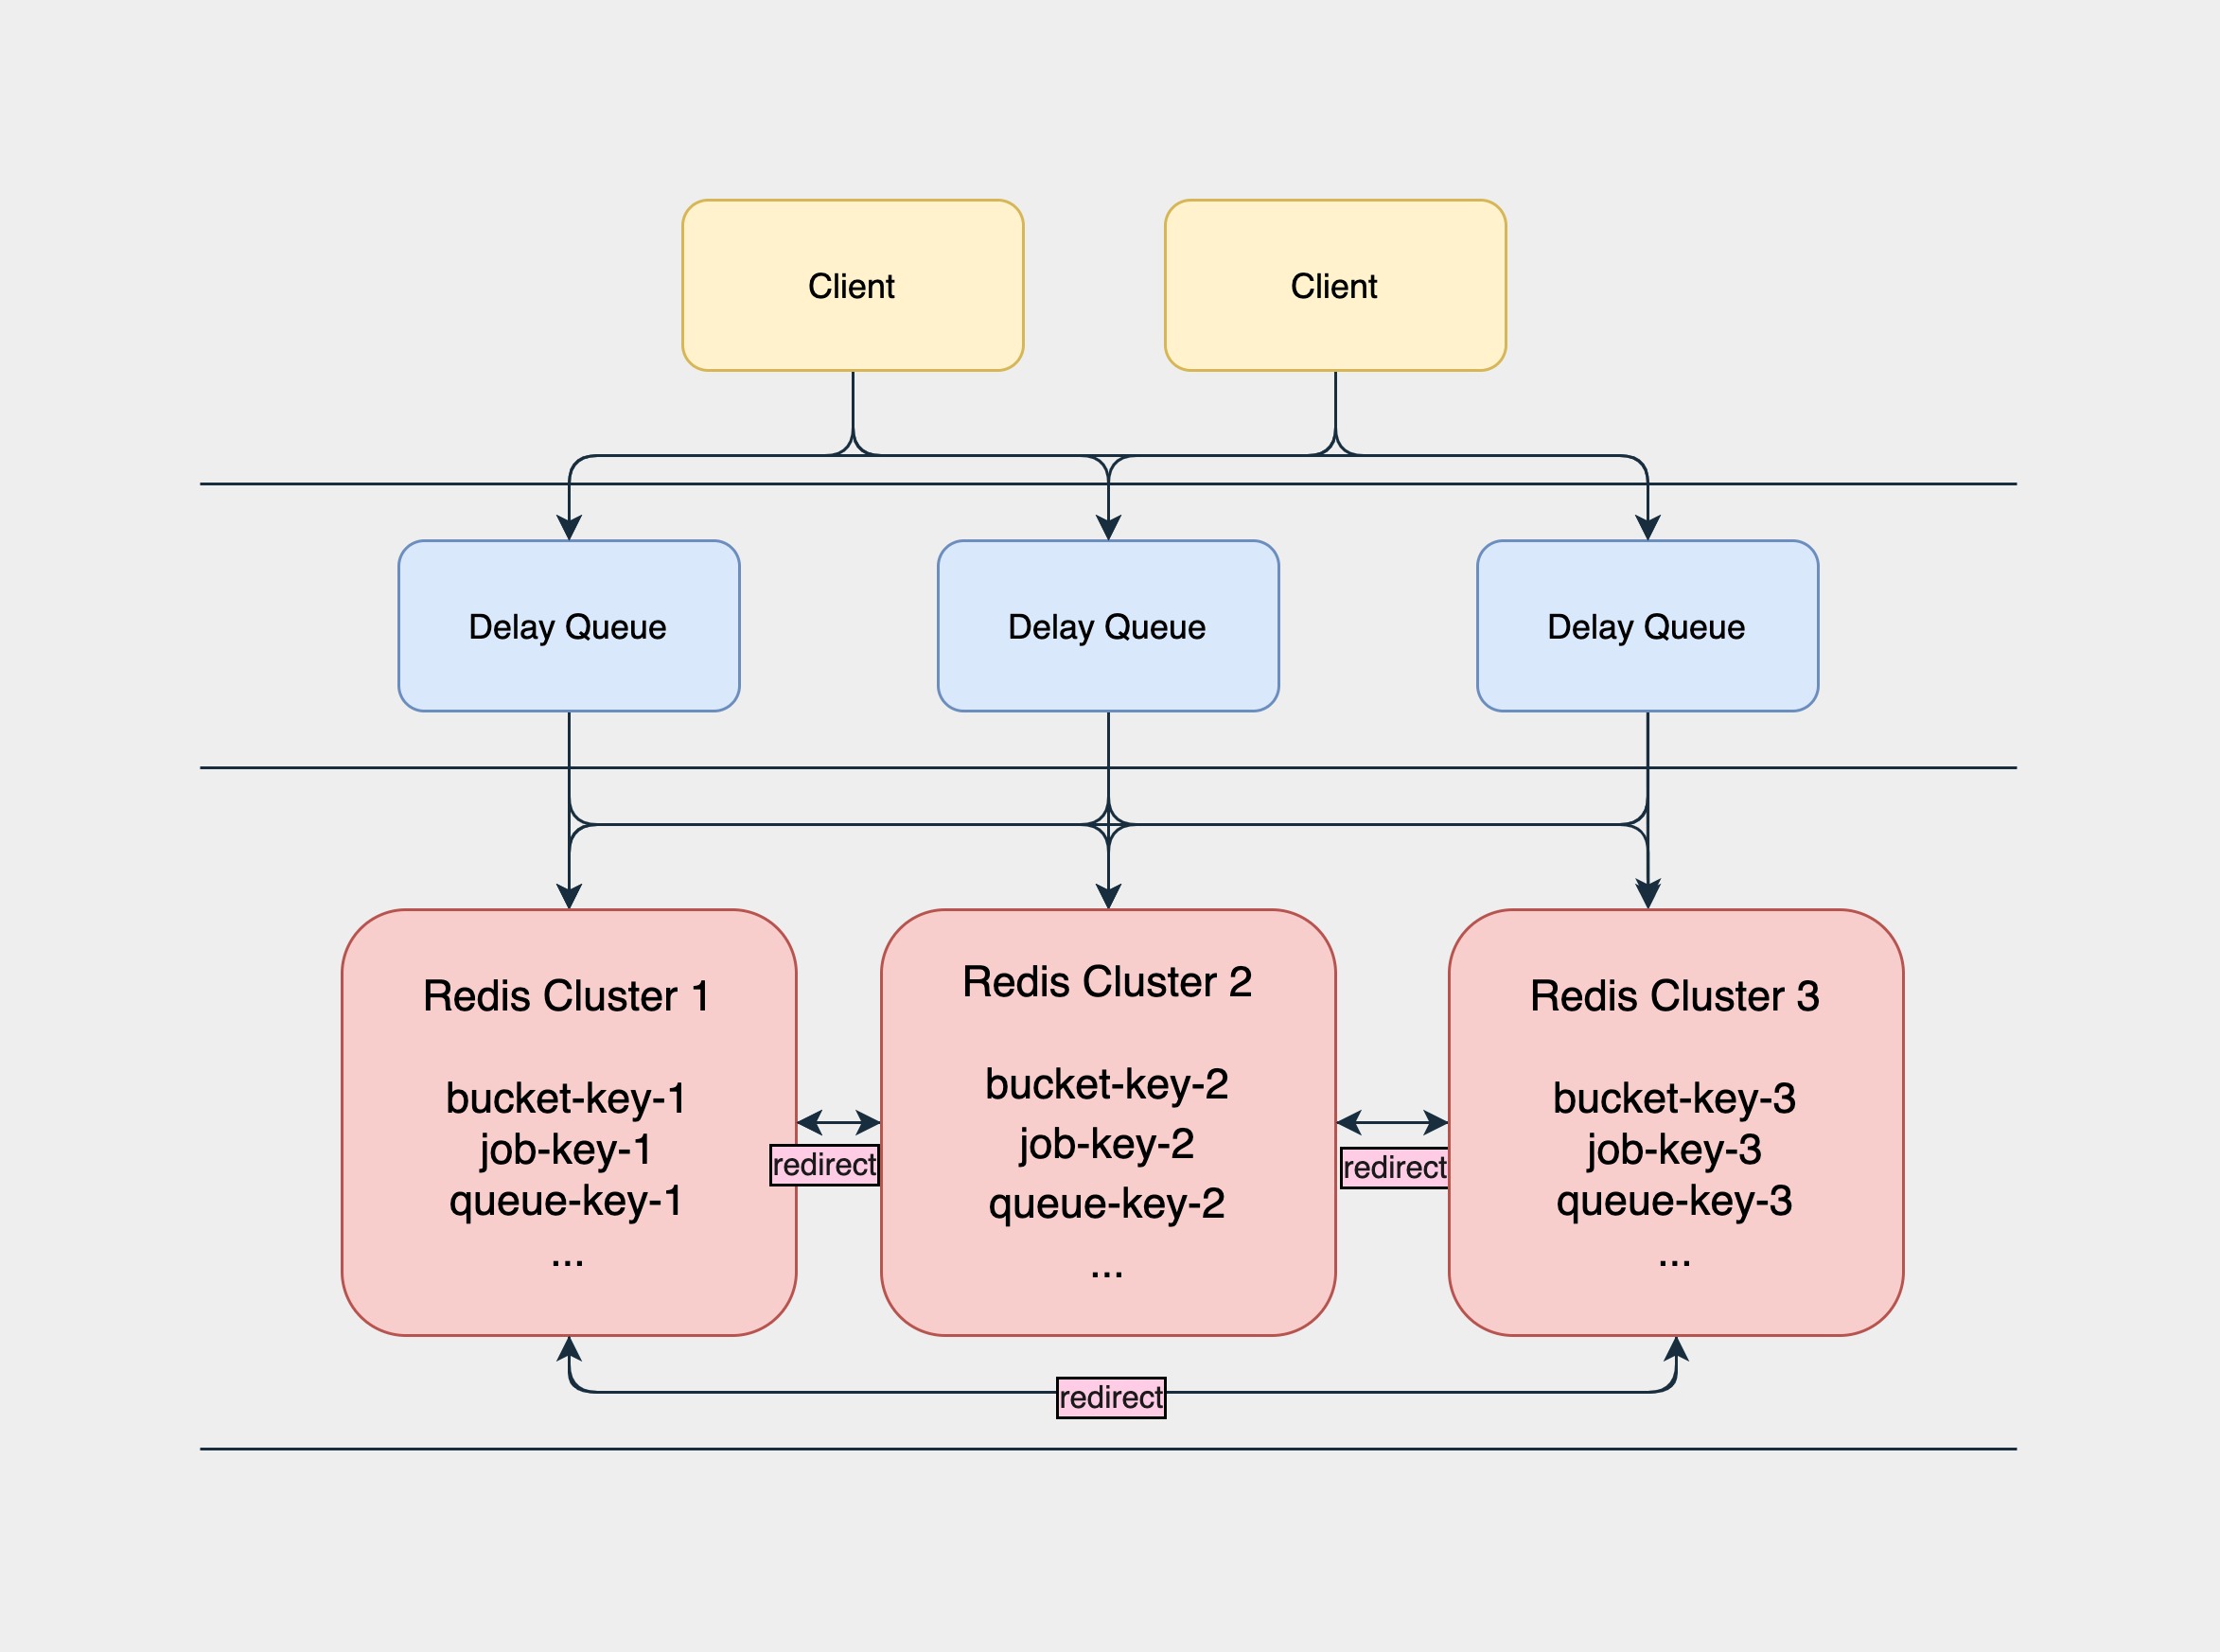 Client
Client
Delay Queue
Delay Queue
Delay Queue
Redis Cluster 1
bucket-key-1
job-key-1
queue-key-1
...
redirect
Redis Cluster 2
bucket-key-2
job-key-2
queue-key-2
...
redirect
Redis Cluster 3
bucket-key-3
job-key-3
queue-key-3
...
redirect